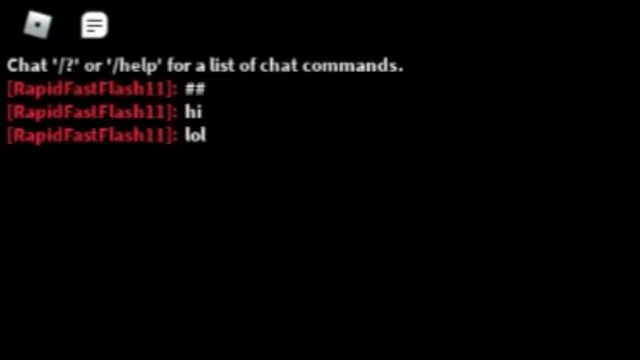 Chat '/?' or '/help' for a list of chat commands.
[RapidFastFlash11]: ##
[RapidFastFlash11]: hi
[RapidFastFlash11]: lol